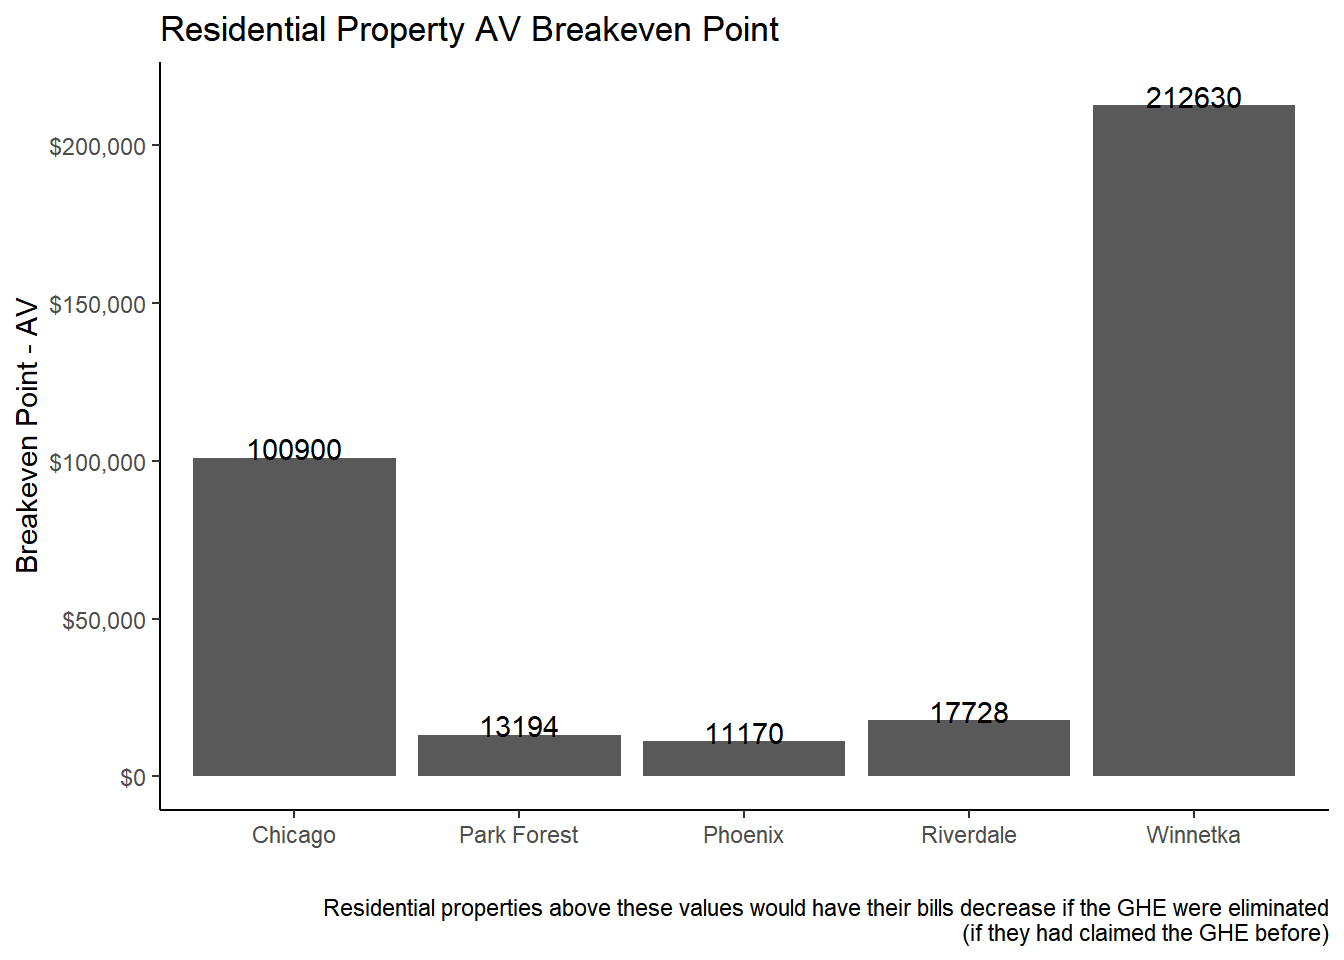 Residential Property AV Breakeven Point
Breakeven Point - AV
$200,000
$150,000
$100,000
$50,000
$0
100900
13194
11170
17728
212630
Chicago
Park Forest
Phoenix
Riverdale
Winnetka
Residential properties above these values would have their bills decrease if the GHE were eliminated
(if they had claimed the GHE before)